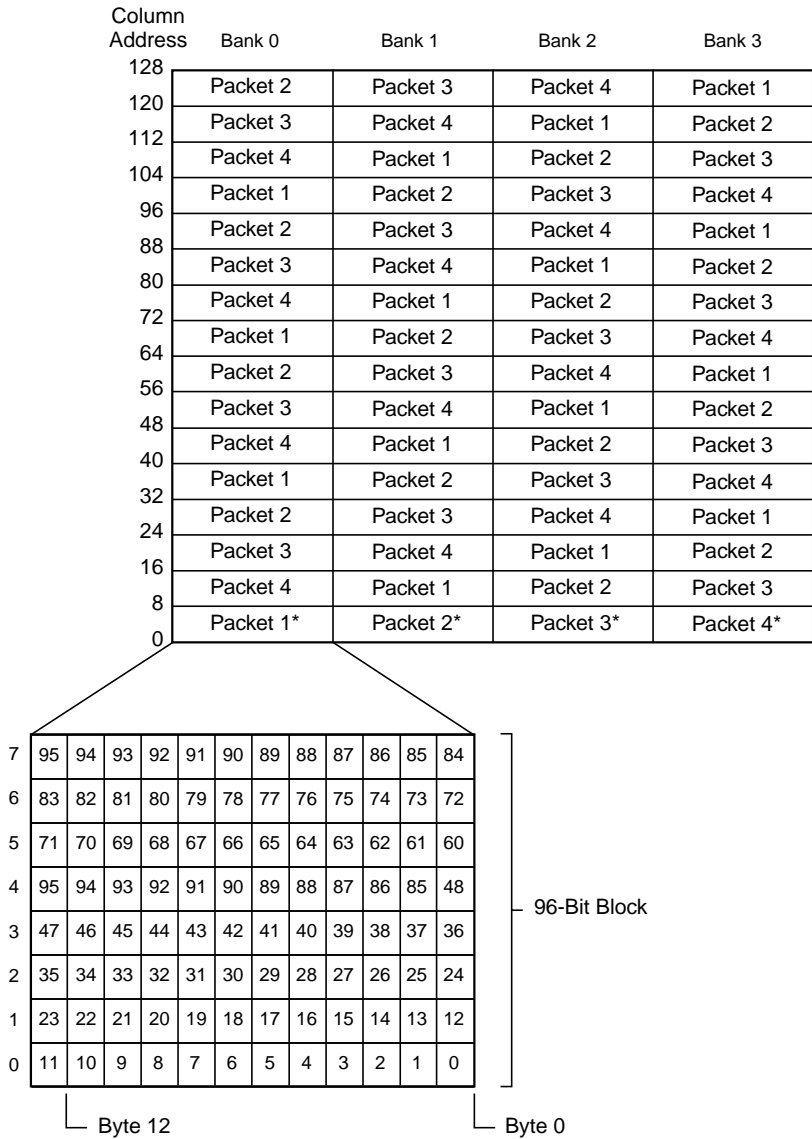 Column
Address Bank 0 Bank 1 Bank 2 Bank 3
128
Packet 2 Packet 3 Packet 4 Packet 1
120
Packet 3 Packet 4 Packet 1 Packet 2
112
Packet 4 Packet 1 Packet 2 Packet 3
104
Packet 1 Packet 2 Packet 3 Packet 4
96
Packet 2 Packet 3 Packet 4 Packet 1
88
Packet 3 Packet 4 Packet 1 Packet 2
80
Packet 4 Packet 1 Packet 2 Packet 3
72
Packet 1 Packet 2 Packet 3 Packet 4
64
Packet 2 Packet 3 Packet 4 Packet 1
56
Packet 3 Packet 4 Packet 1 Packet 2
48
Packet 4 Packet 1 Packet 2 Packet 3
40
Packet 1 Packet 2 Packet 3 Packet 4
32
Packet 2 Packet 3 Packet 4 Packet 1
24
Packet 3 Packet 4 Packet 1 Packet 2
16
Packet 4 Packet 1 Packet 2 Packet 3
8
Packet 1* Packet 2* Packet 3* Packet 4*
0
7 95 94 93 92 91 90 89 88 87 86 85 84
6 83 82 81 80 79 78 77 76 75 74 73 72
5 71 70 69 68 67 66 65 64 63 62 61 60
4 95 94 93 92 91 90 89 88 87 86 85 48
96-Bit Block
3 47 46 45 44 43 42 41 40 39 38 37 36
2 35 34 33 32 31 30 29 28 27 26 25 24
1 23 22 21 20 19 18 17 16 15 14 13 12
0 11 10 9 8 7 6 5 4 3 2 1 0
Byte 12 Byte 0